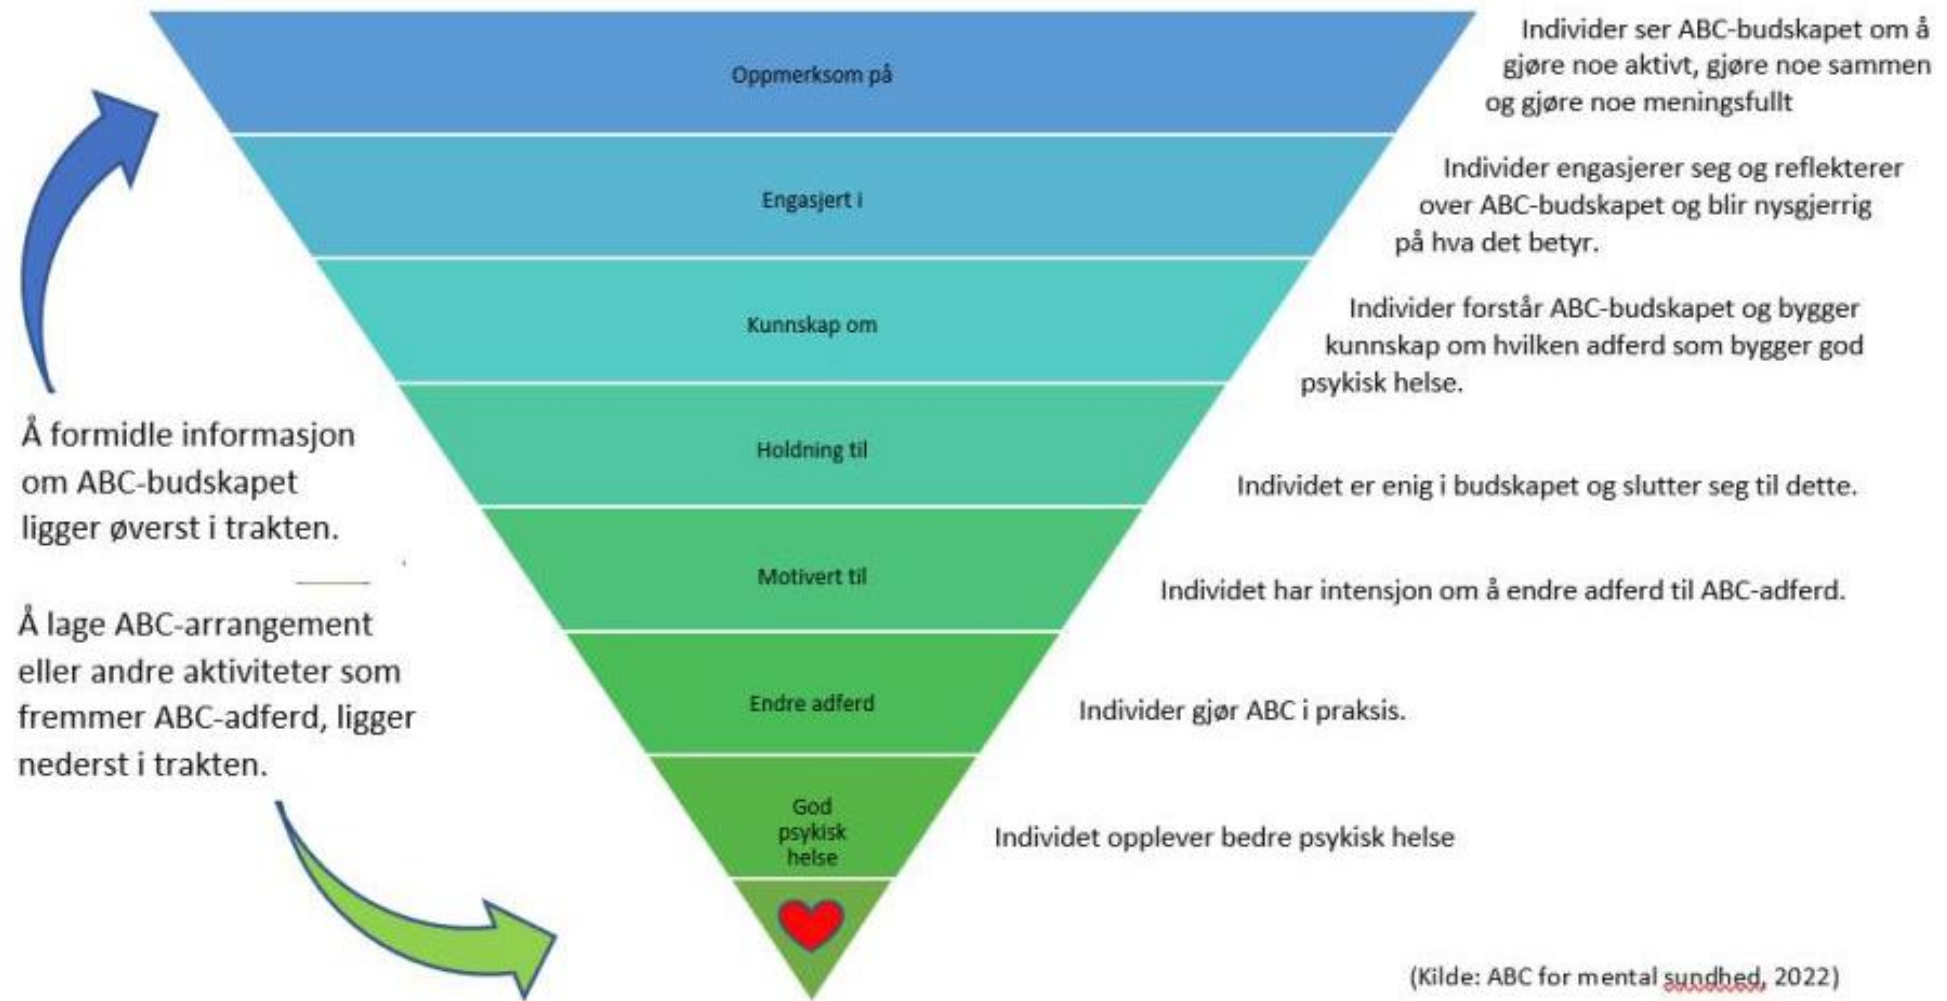 Oppmerksom på
Individer ser ABC-budskapet om å
gjøre noe aktivt, gjøre noe sammen
og gjøre noe meningsfullt
Engasjert i
Individer engasjerer seg og reflekterer
over ABC-budskapet og blir nysgjerrig
på hva det betyr.
Kunnskap om
Individer forstår ABC-budskapet og bygger
kunnskap om hvilken adferd som bygger god
psykisk helse.
Holdning til
Individet er enig i budskapet og slutter seg til dette.
Motivert til
Individet har intensjon om å endre adferd til ABC-adferd.
Endre adferd
Individer gjør ABC i praksis.
God
psykisk
helse
Individet opplever bedre psykisk helse
Å formidle informasjon
om ABC-budskapet
ligger øverst i trakten.
Å lage ABC-arrangement
eller andre aktiviteter som
fremmer ABC-adferd, ligger
nederst i trakten.
(Kilde: ABC for mental sundhed, 2022)